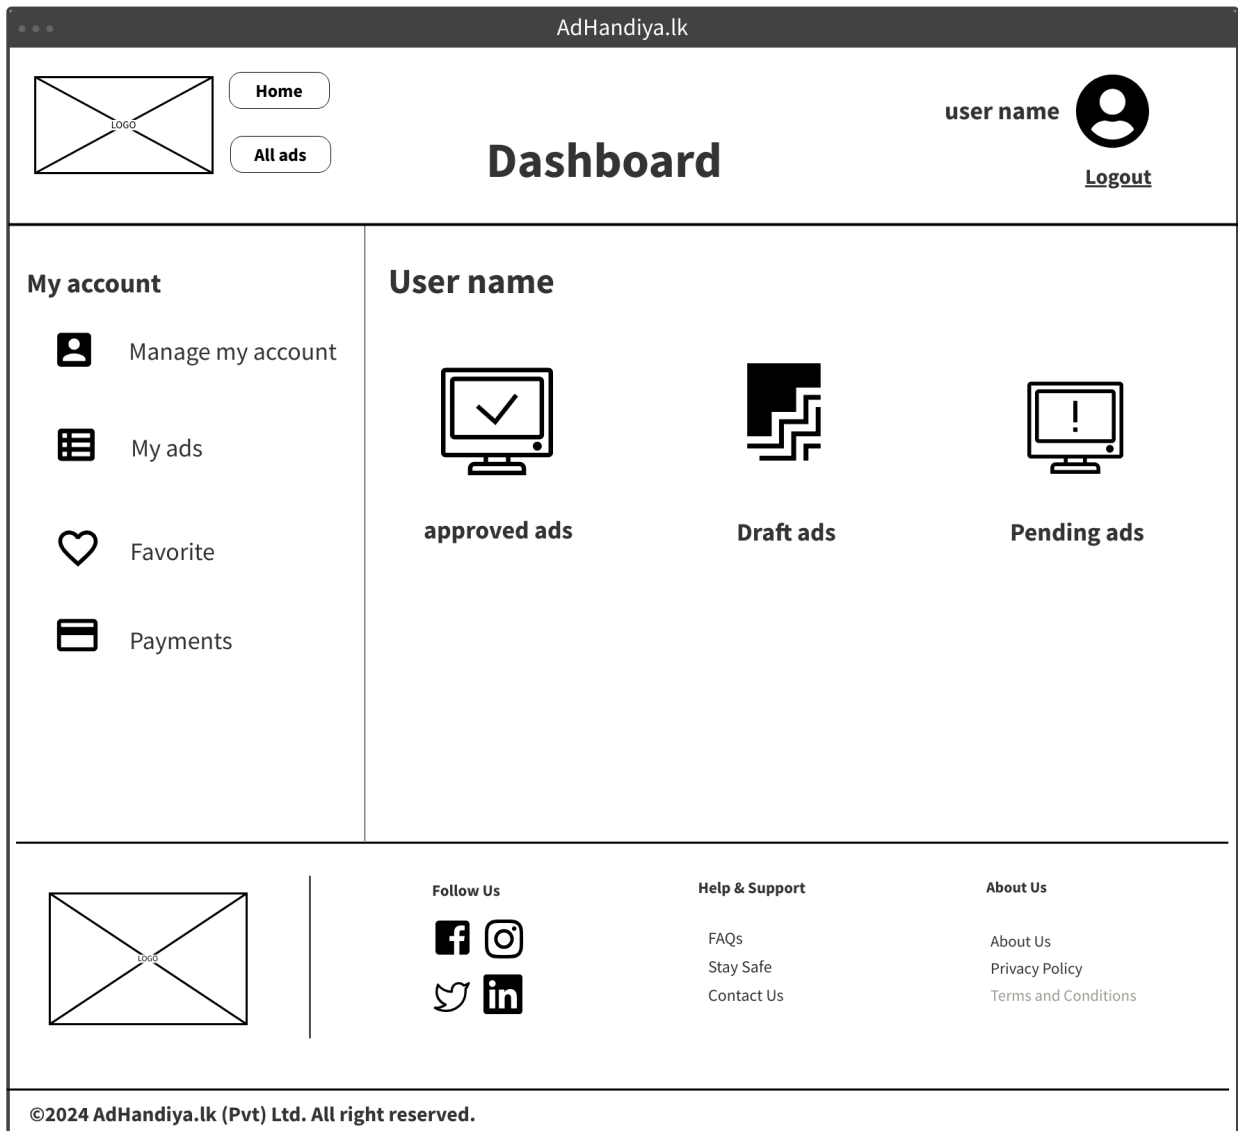 AdHandiya.lk
LOGO
Home
All ads
Dashboard
user name
Logout
My account
Manage my account
My ads
Favorite
Payments
User name
approved ads
Draft ads
Pending ads
LOGO
Follow Us
Help & Support
FAQs
Stay Safe
Contact Us
About Us
About Us
Privacy Policy
Terms and Conditions
©2024 AdHandiya.lk (Pvt) Ltd. All right reserved.